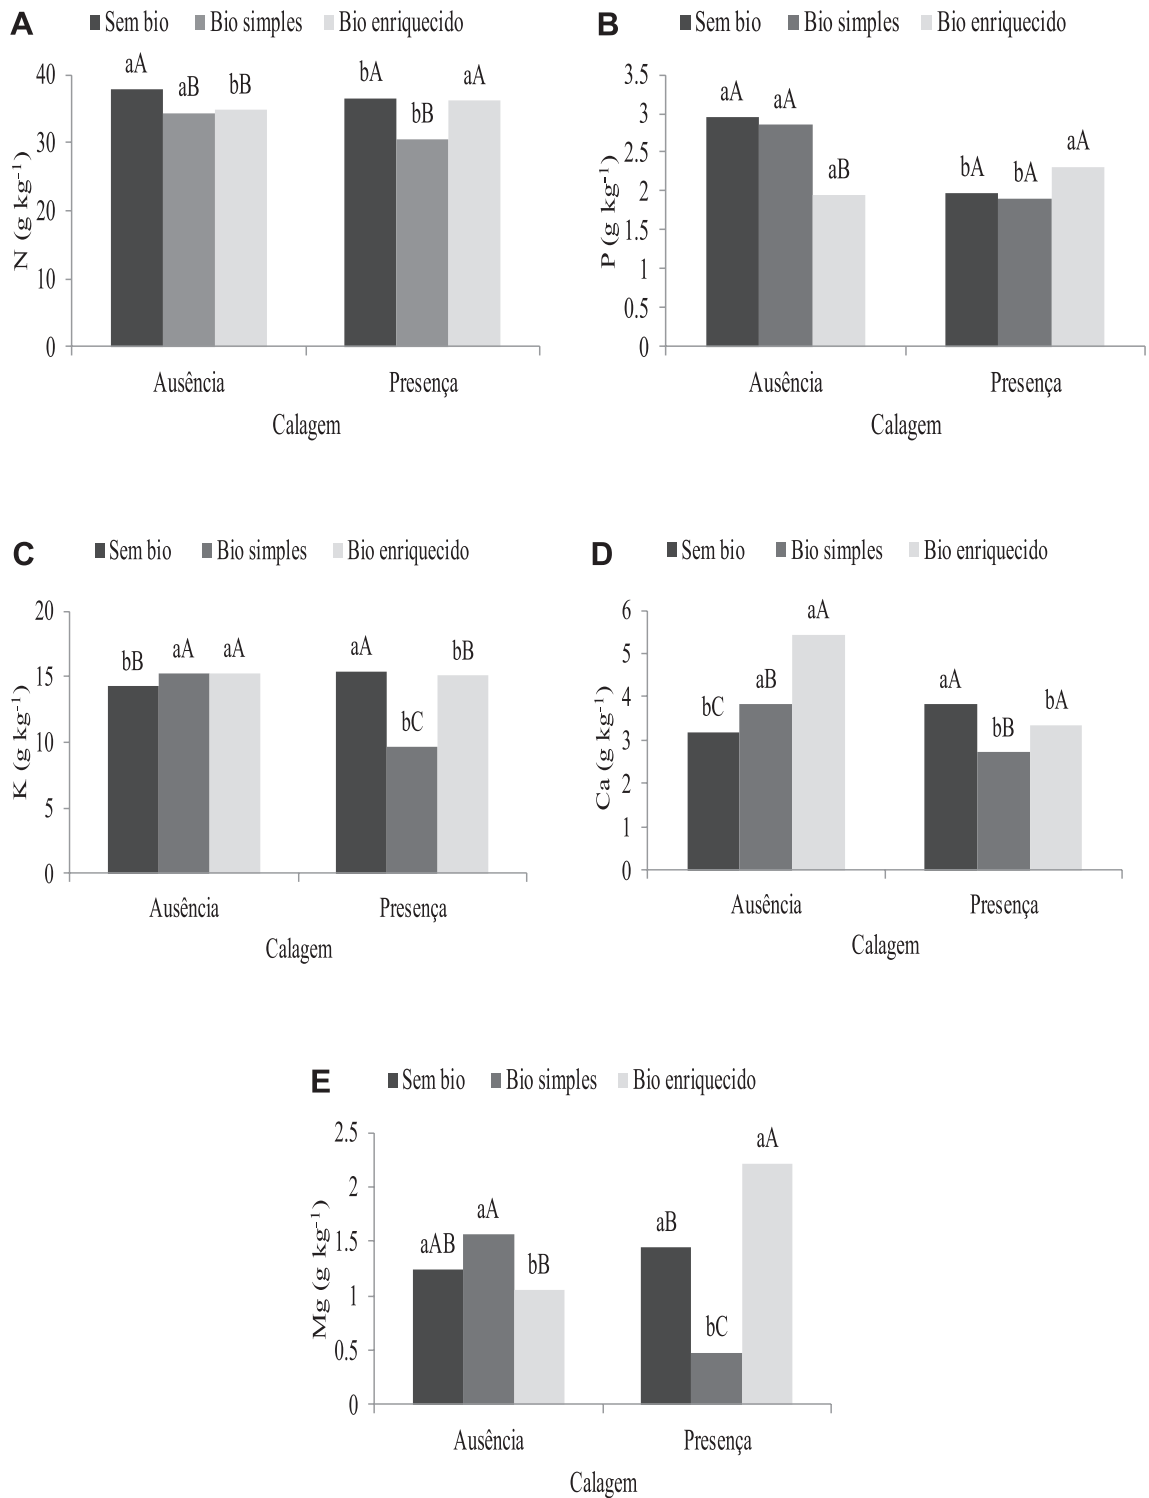 A
Sem bio Bio simples Bio enriquecido
N (g kg⁻¹)
40
30
20
10
0
aA aB bB bA bB aA
Ausência Presença
Calagem
B
Sem bio Bio simples Bio enriquecido
P (g kg⁻¹)
3.5
3
2.5
2
1.5
1
0.5
0
aA aA aB bA bA aA
Ausência Presença
Calagem
C
Sem bio Bio simples Bio enriquecido
K (g kg⁻¹)
20
15
10
5
0
bB aA aA aA bC bB
Ausência Presença
Calagem
D
Sem bio Bio simples Bio enriquecido
Ca (g kg⁻¹)
6
5
4
3
2
1
0
bC aB aA aA bB bA
Ausência Presença
Calagem
E
Sem bio Bio simples Bio enriquecido
Mg (g kg⁻¹)
2.5
2
1.5
1
0.5
0
aAB aA bB aB bC aA
Ausência Presença
Calagem